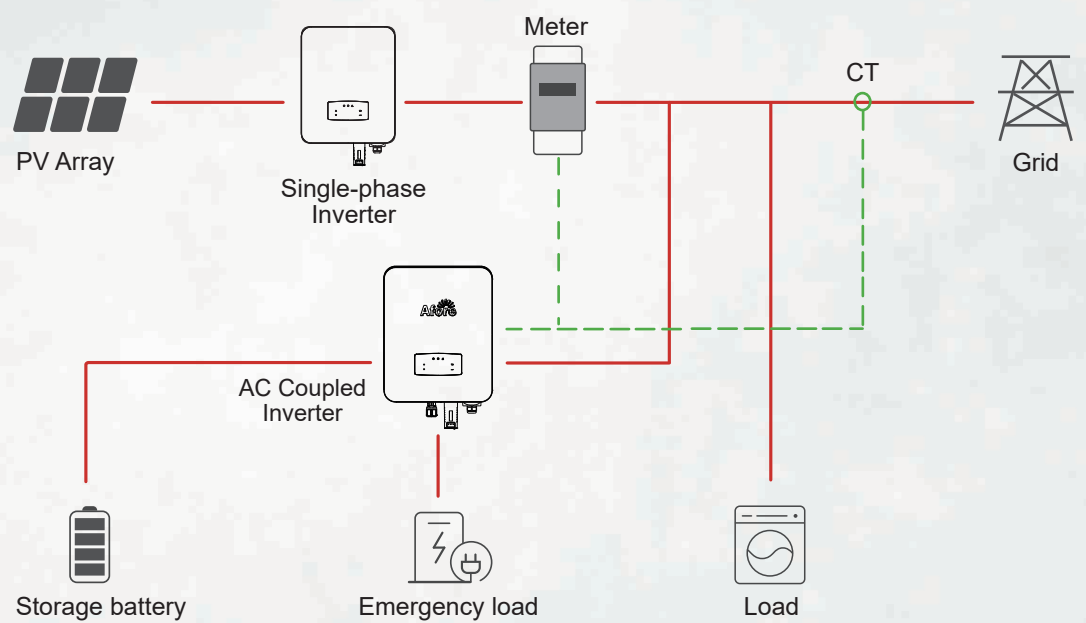 Meter
CT
PV Array
Grid
Single-phase
Inverter
Afore
AC Coupled
Inverter
Storage battery
Emergency load
Load